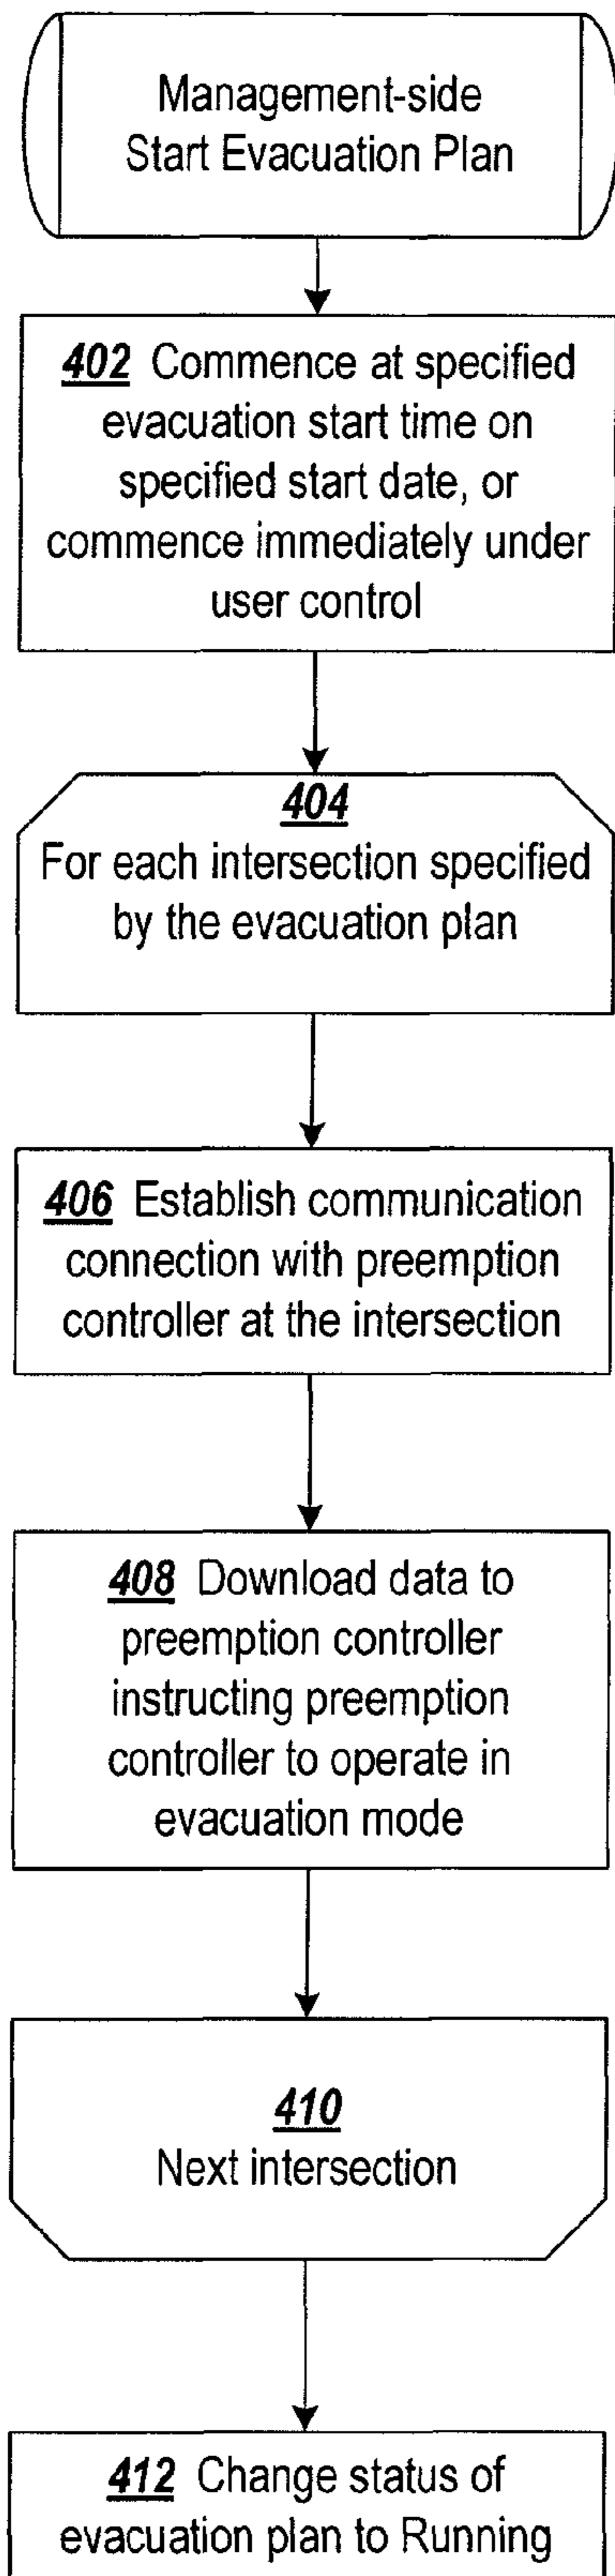 Management-side
Start Evacuation Plan
402 Commence at specified
evacuation start time on
specified start date, or
commence immediately under
user control
404
For each intersection specified
by the evacuation plan
406 Establish communication
connection with preemption
controller at the intersection
408 Download data to
preemption controller
instructing preemption
controller to operate in
evacuation mode
410
Next intersection
412 Change status of
evacuation plan to Running